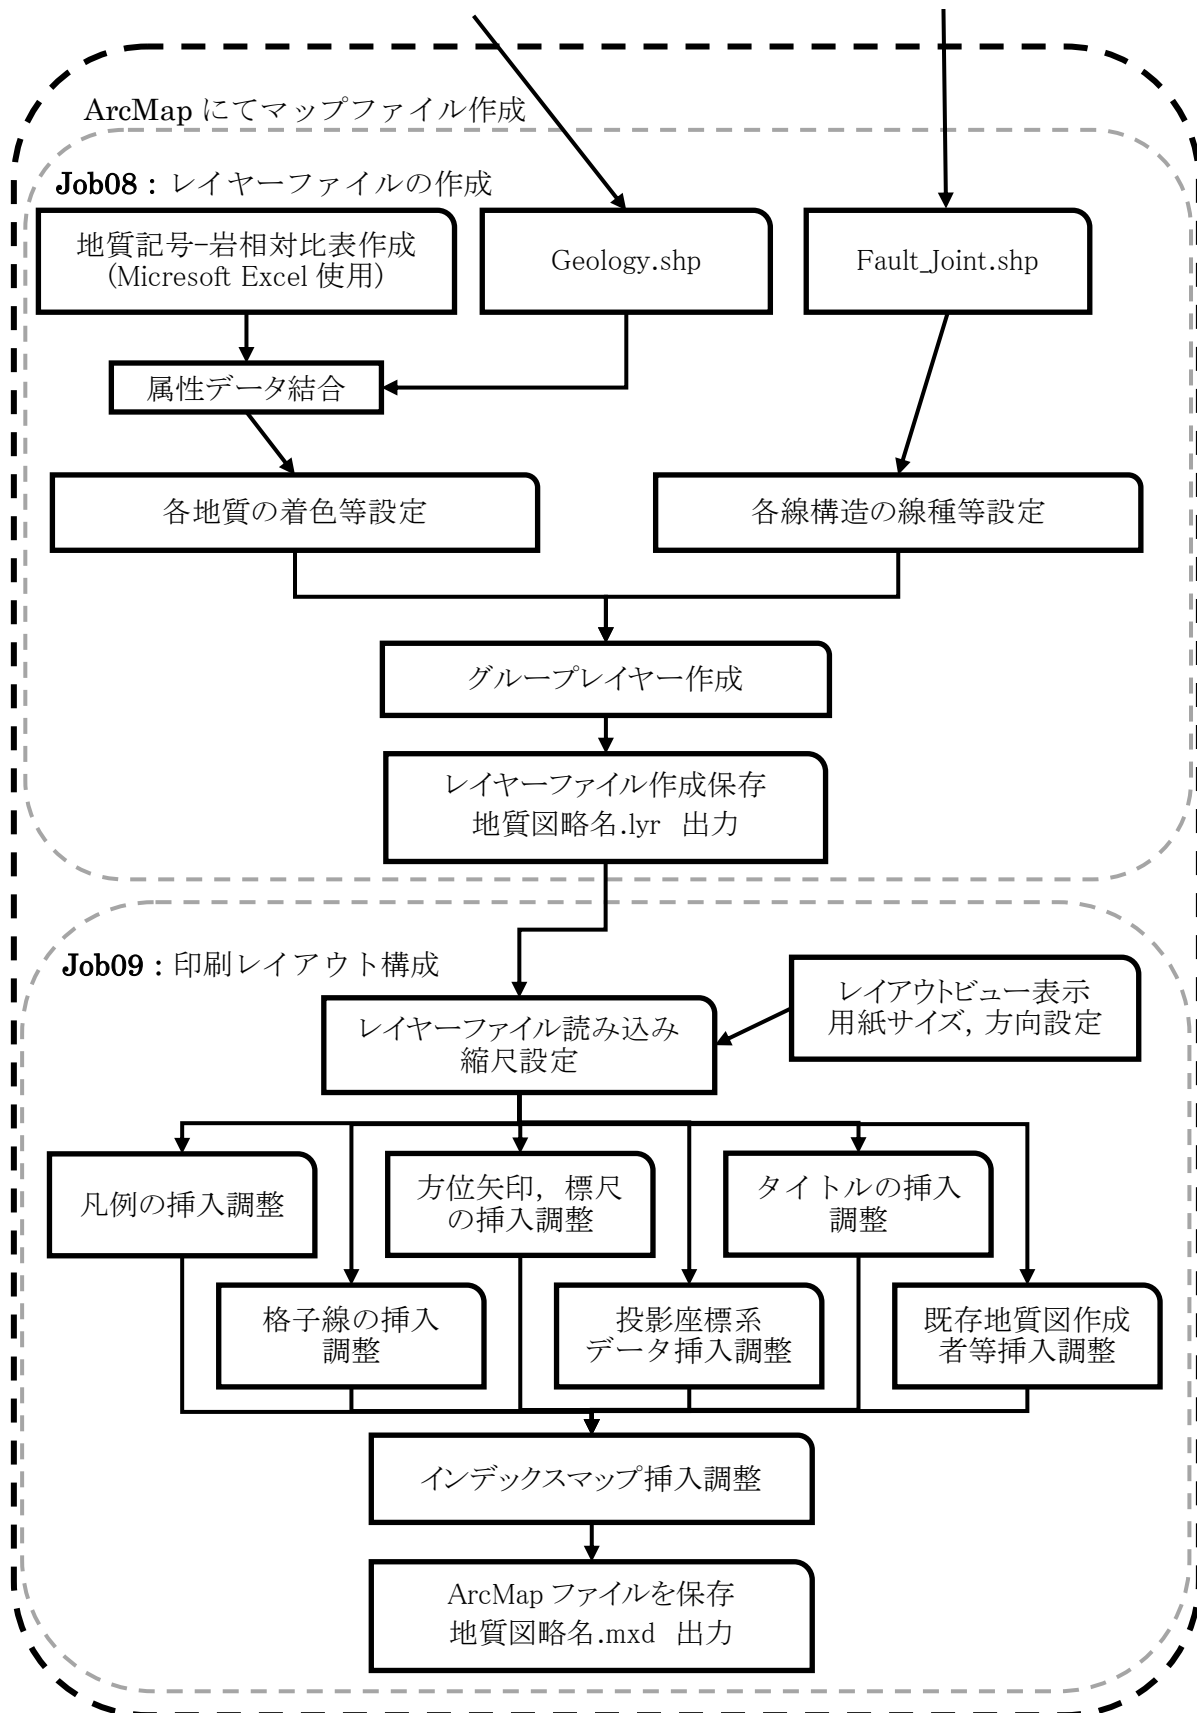 ArcMap にてマップファイル作成
Job08：レイヤーファイルの作成
地質記号-岩相対比表作成
(Micresoft Excel 使用)
Geology.shp
Fault_Joint.shp
属性データ結合
各地質の着色等設定
各線構造の線種等設定
グループレイヤー作成
レイヤーファイル作成保存
地質図略名.lyr 出力
Job09：印刷レイアウト構成
レイアウトビュー表示
用紙サイズ, 方向設定
レイヤーファイル読み込み
縮尺設定
凡例の挿入調整
方位矢印, 標尺
の挿入調整
タイトルの挿入
調整
格子線の挿入
調整
投影座標系
データ挿入調整
既存地質図作成
者等挿入調整
インデックスマップ挿入調整
ArcMap ファイルを保存
地質図略名.mxd 出力